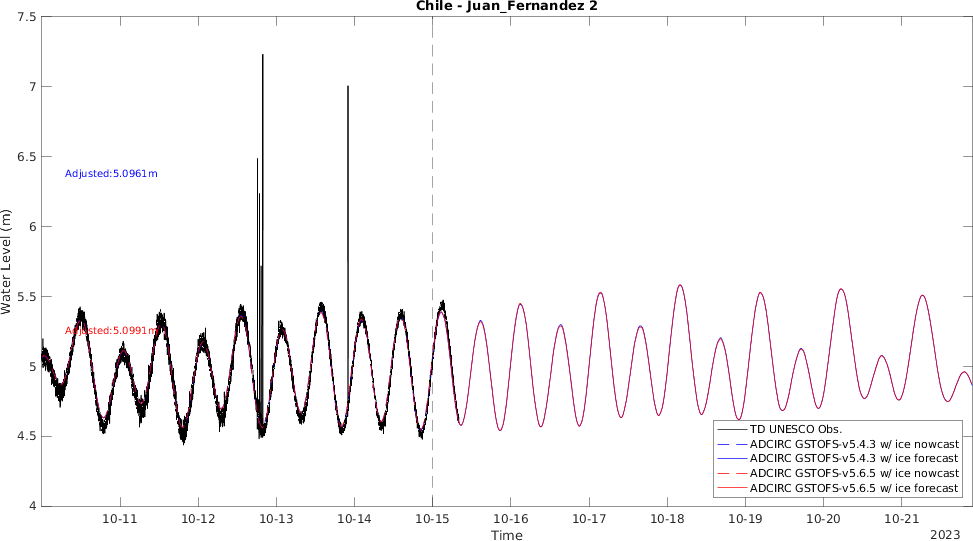 Chile - Juan_Fernandez 2
7.5
7
6.5
6
5.5
5
4.5
4
Water Level (m)
Adjusted:5.0961m
Adjusted:5.0991m
TD UNESCO Obs.
ADCIRC GSTOFS-v5.4.3 w/ ice nowcast
ADCIRC GSTOFS-v5.4.3 w/ ice forecast
ADCIRC GSTOFS-v5.6.5 w/ ice nowcast
ADCIRC GSTOFS-v5.6.5 w/ ice forecast
10-11 10-12 10-13 10-14 10-15 10-16 10-17 10-18 10-19 10-20 10-21
Time
2023